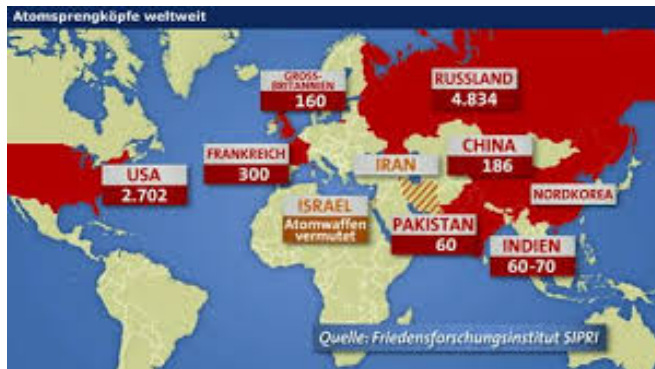 Atomsprengköpfe weltweit
GROSS-
BRITANNIEN
160
RUSSLAND
4.834
FRANKREICH
300
IRAN
CHINA
186
USA
2.702
NORDKOREA
ISRAEL
Atomwaffen
vermutet
PAKISTAN
60
INDIEN
60-70
Quelle: Friedensforschungsinstitut SIPRI